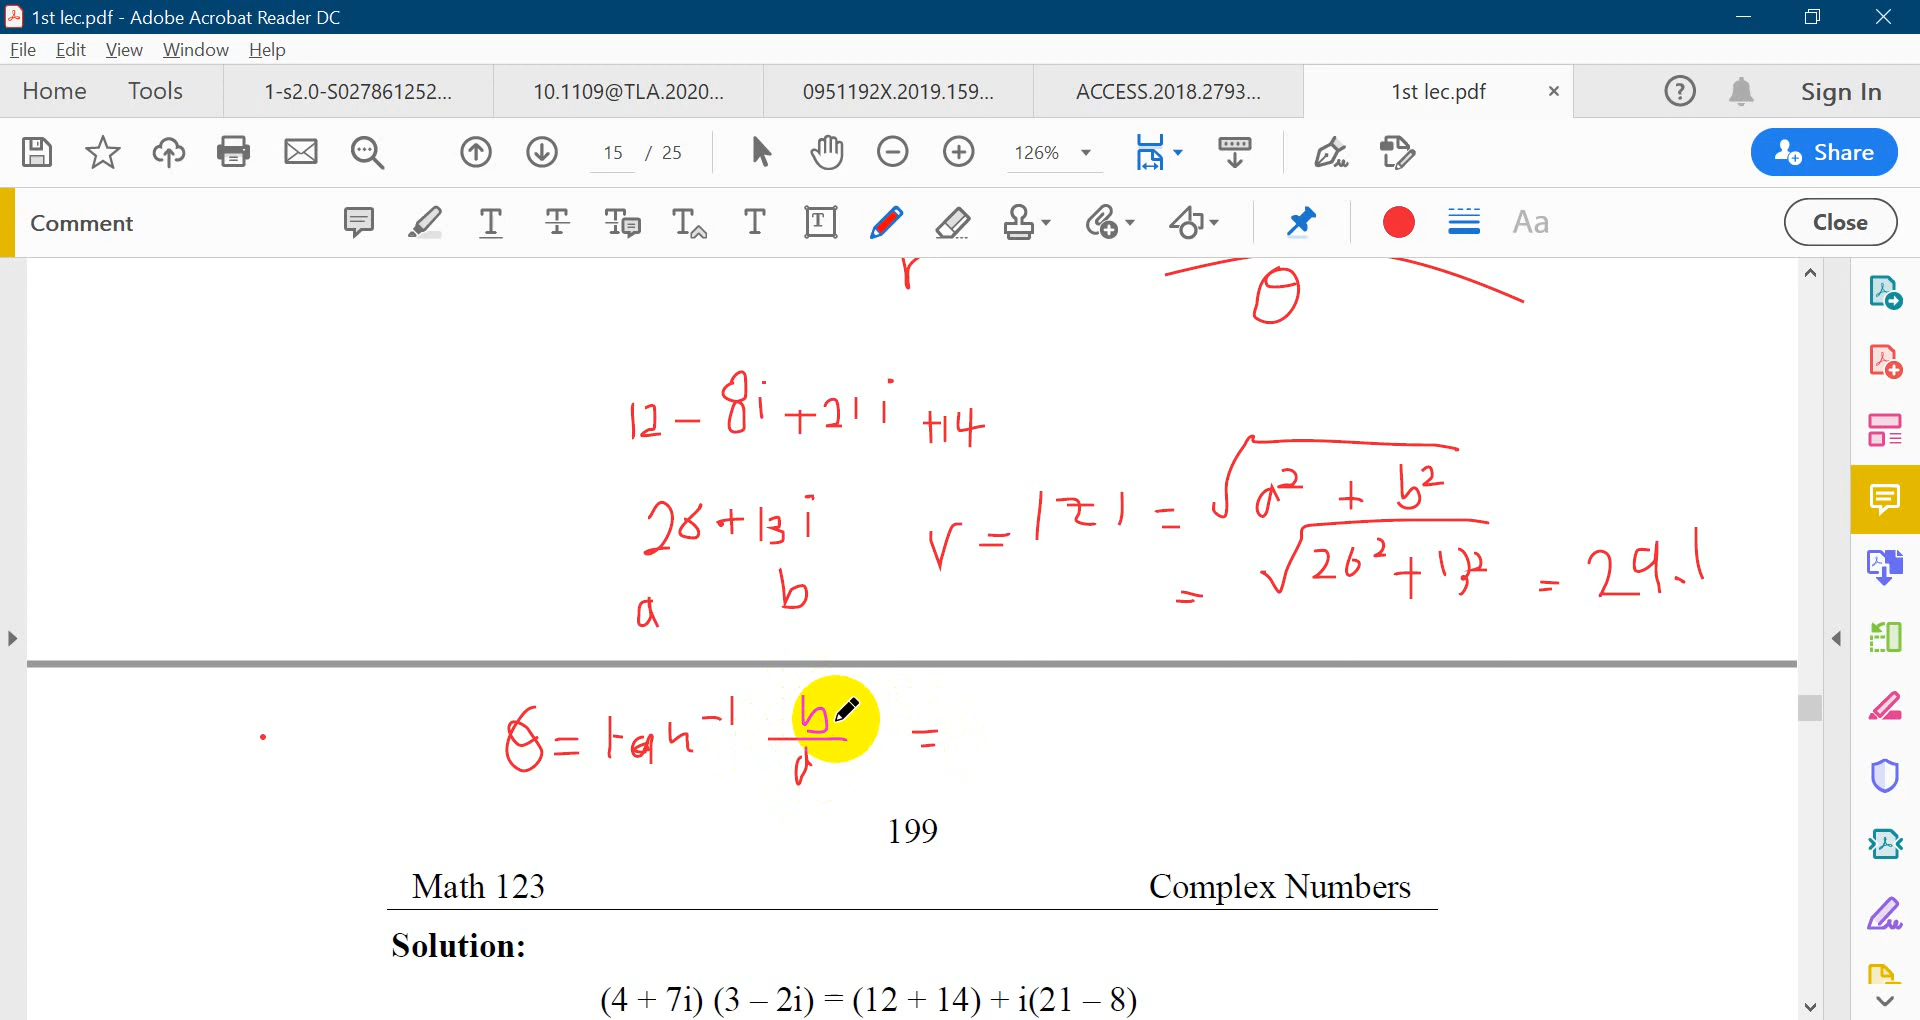 1st lec.pdf - Adobe Acrobat Reader DC
File Edit View Window Help
Home Tools 1-s2.0-S027861252... 10.1109@TLA.2020... 0951192X.2019.159... ACCESS.2018.2793... 1st lec.pdf × Sign In
15 / 25 126% Share
Comment Aa Close
r θ
12 - 8i + 21i +14
26 + 13i r = |z| = √a² + b²
= √26² + 13² = 29.1
a b
θ = tan⁻¹ b/a =
199
Math 123 Complex Numbers
Solution:
(4 + 7i) (3 – 2i) = (12 + 14) + i(21 – 8)